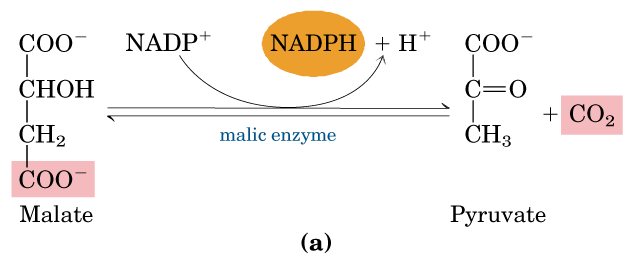 COO⁻ NADP⁺ NADPH + H⁺ COO⁻
CHOH C=O
CH₂ malic enzyme CH₃ + CO₂
COO⁻
Malate Pyruvate
(a)